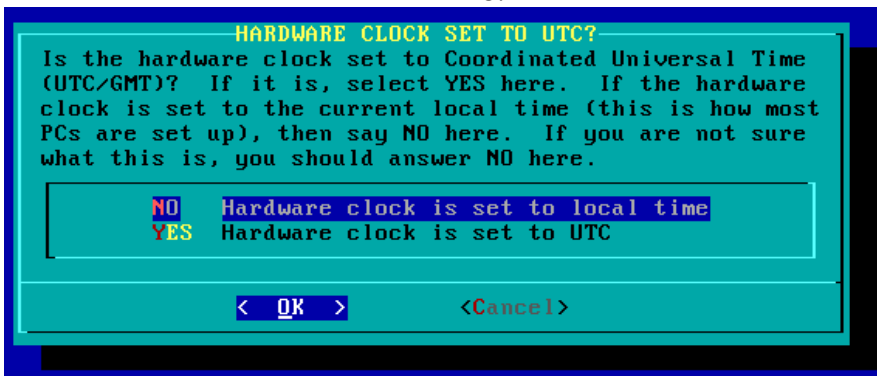 HARDWARE CLOCK SET TO UTC?
Is the hardware clock set to Coordinated Universal Time
(UTC/GMT)?  If it is, select YES here.  If the hardware
clock is set to the current local time (this is how most
PCs are set up), then say NO here.  If you are not sure
what this is, you should answer NO here.
NO   Hardware clock is set to local time
YES  Hardware clock is set to UTC
<  OK  >   <Cancel>